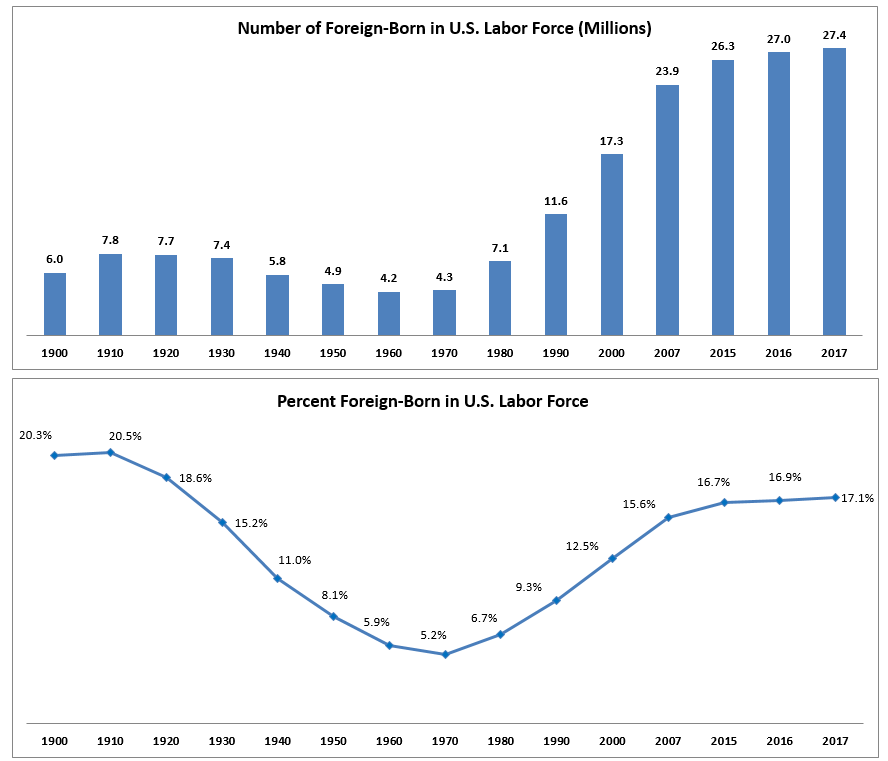 Number of Foreign-Born in U.S. Labor Force (Millions)
6.0 7.8 7.7 7.4 5.8 4.9 4.2 4.3 7.1 11.6 17.3 23.9 26.3 27.0 27.4
1900 1910 1920 1930 1940 1950 1960 1970 1980 1990 2000 2007 2015 2016 2017
Percent Foreign-Born in U.S. Labor Force
20.3% 20.5% 18.6% 15.2% 11.0% 8.1% 5.9% 5.2% 6.7% 9.3% 12.5% 15.6% 16.7% 16.9% 17.1%
1900 1910 1920 1930 1940 1950 1960 1970 1980 1990 2000 2007 2015 2016 2017